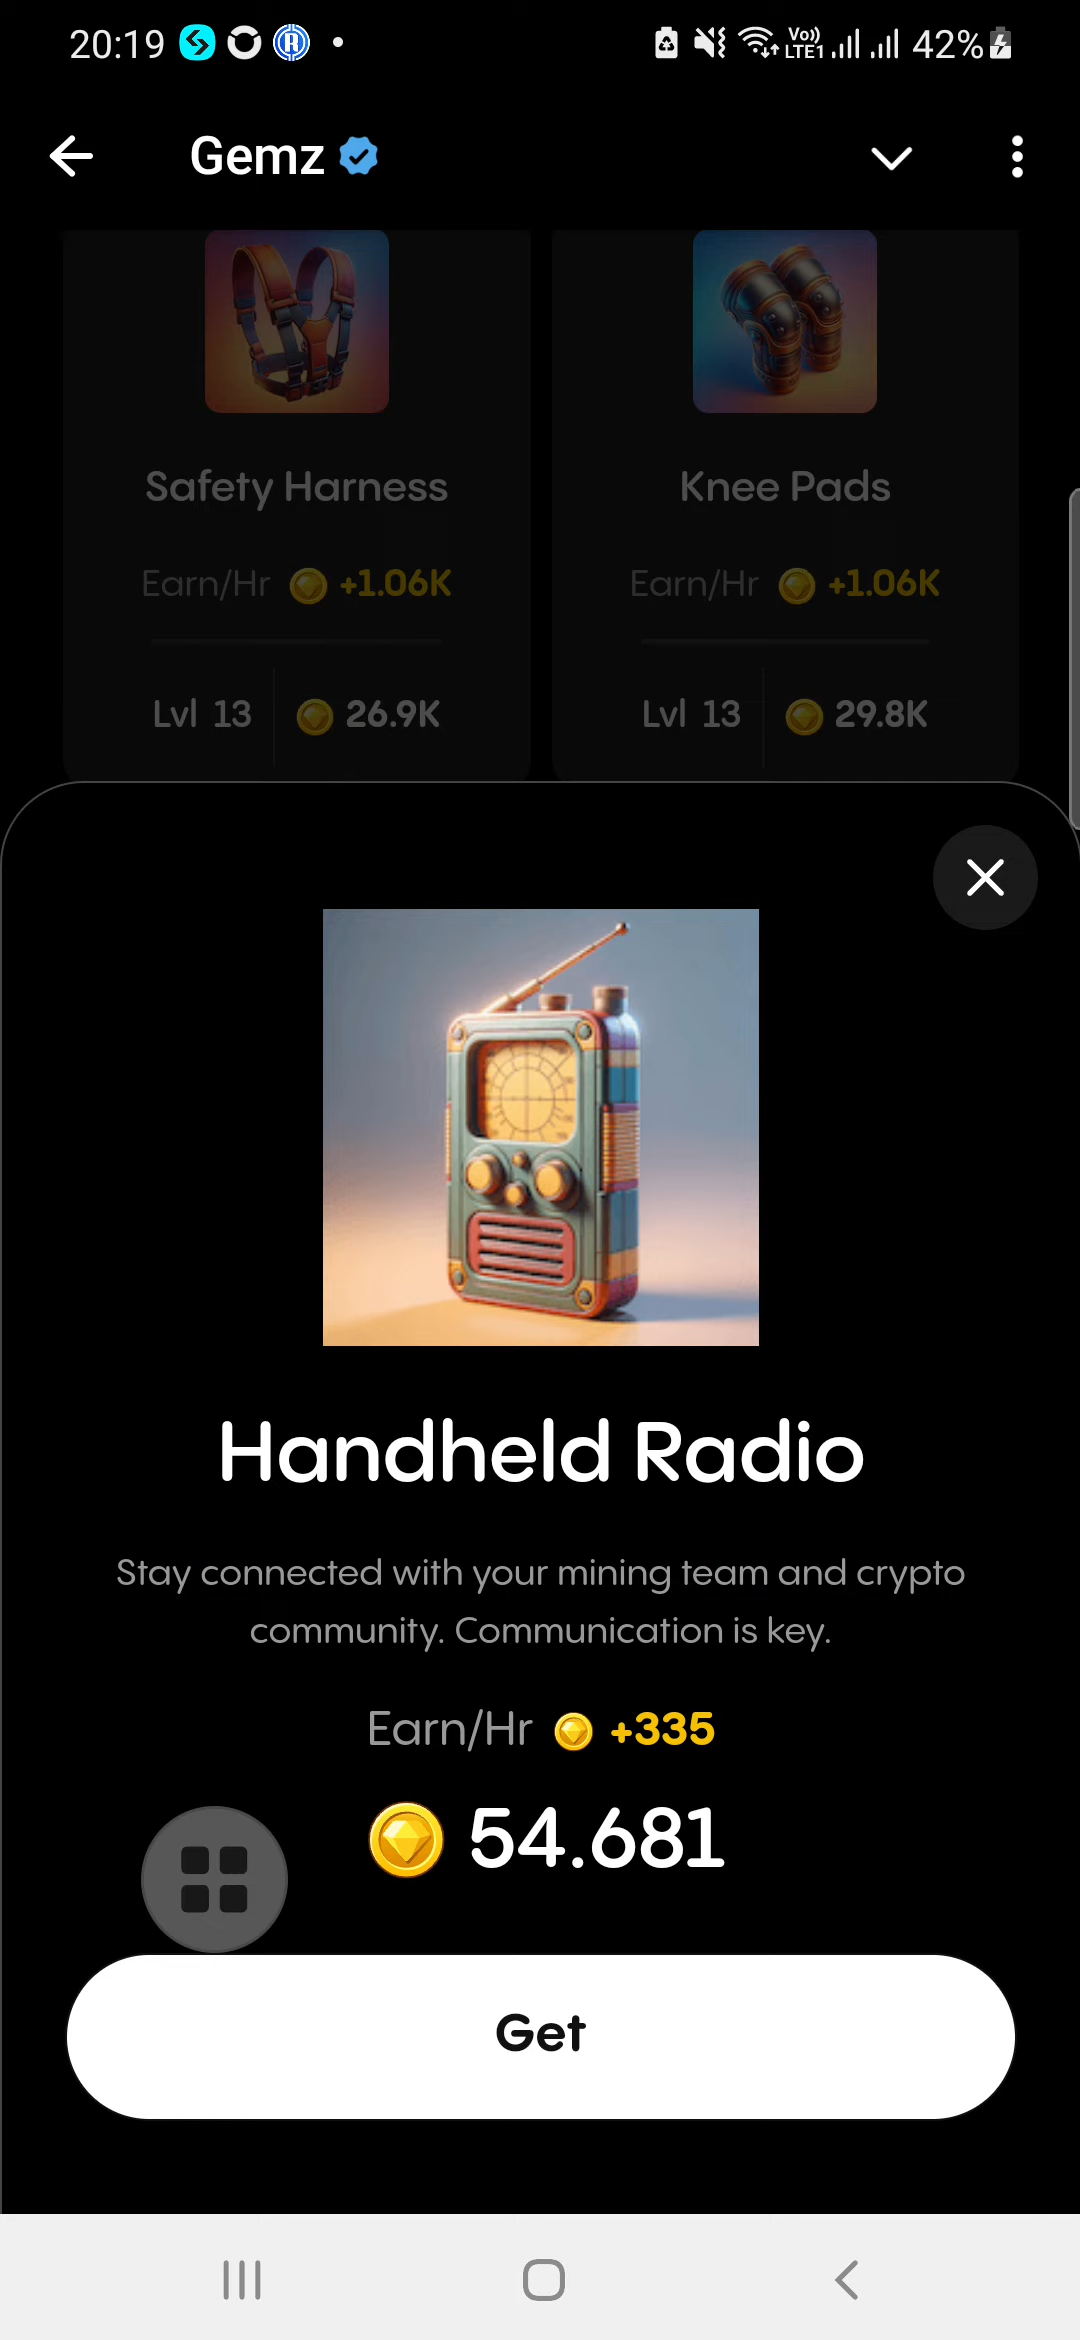 20:19 Vo)) LTE1 42%
Gemz
Safety Harness Knee Pads
Earn/Hr +1.06K Earn/Hr +1.06K
Lvl 13 26.9K Lvl 13 29.8K
Handheld Radio
Stay connected with your mining team and crypto
community. Communication is key.
Earn/Hr +335
54.681
Get